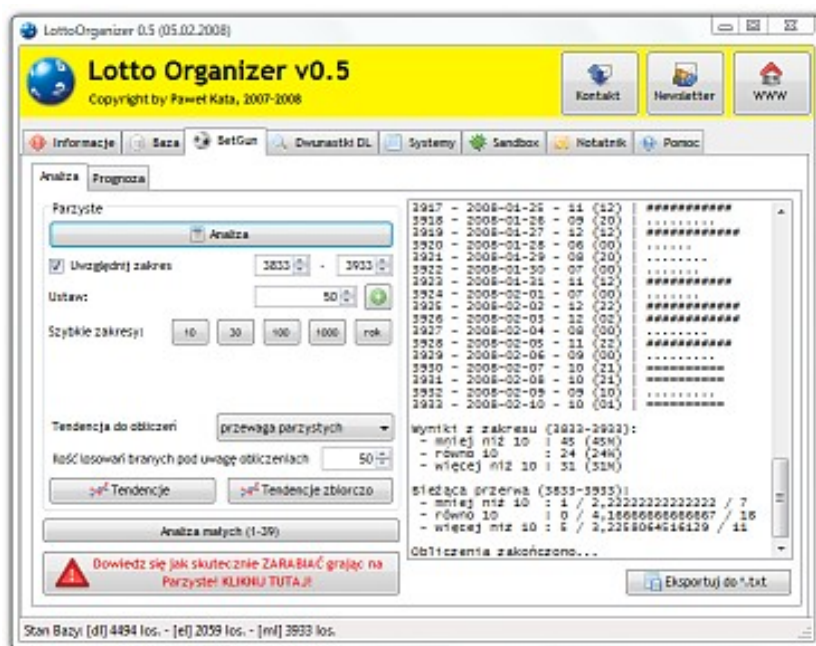 LottoOrganizer 0.5 (05.02.2008)
Lotto Organizer v0.5
Copyright by Paweł Kata, 2007-2008
Kontakt
Newsletter
WWW
Informacje Baza SetGun Dwunastki DL Systemy Sandbox Notatnik Pomoc
Analiza Prognoza
Parzyste
Analiza
Uwzględnij zakres 3833 - 3933
Ustaw: 50
Szybkie zakresy: 10 30 100 1000 rok
Tendencja do obliczeń przewaga parzystych
Ilość losowań branych pod uwagę obliczeniach 50
Tendencje Tendencje zbiorczo
Analiza małych (1-39)
Dowiedz się jak skutecznie ZARABIAĆ grając na
Parzyste! KLIKNIJ TUTAJ!
3917 - 2008-01-25 - 11 (12) | ###########
3918 - 2008-01-26 - 09 (20) | .........
3919 - 2008-01-27 - 12 (12) | ############
3920 - 2008-01-28 - 06 (00) | ......
3921 - 2008-01-29 - 08 (20) | ........
3922 - 2008-01-30 - 07 (00) | .......
3923 - 2008-01-31 - 11 (12) | ###########
3924 - 2008-02-01 - 07 (00) | .......
3925 - 2008-02-02 - 12 (22) | ############
3926 - 2008-02-03 - 12 (02) | ############
3927 - 2008-02-04 - 08 (00) | ........
3928 - 2008-02-05 - 11 (22) | ###########
3929 - 2008-02-06 - 09 (00) | .........
3930 - 2008-02-07 - 10 (21) | ==========
3931 - 2008-02-08 - 10 (21) | ==========
3932 - 2008-02-09 - 09 (10) | .........
3933 - 2008-02-10 - 10 (01) | ==========
Wyniki z zakresu (3833-3933):
- mniej niż 10 : 45 (45%)
- równo 10 : 24 (24%)
- więcej niż 10 : 31 (31%)
Bieżąca przerwa (3833-3933):
- mniej niż 10 : 1 / 2,22222222222222 / 7
- równo 10 : 0 / 4,16666666666667 / 18
- więcej niż 10 : 5 / 3,2258064516129 / 11
Obliczenia zakończono...
Eksportuj do *.txt
Stan Bazy: [dl] 4494 los. - [el] 2059 los. - [ml] 3933 los.